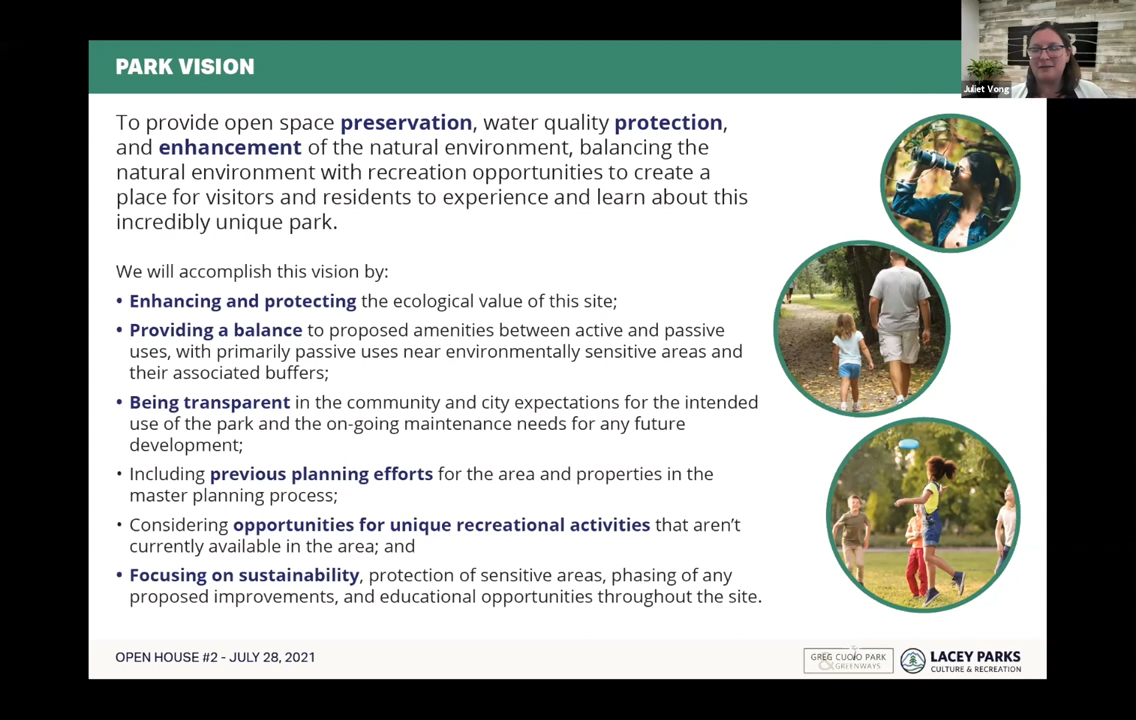 PARK VISION
Juliet Vong
To provide open space preservation, water quality protection,
and enhancement of the natural environment, balancing the
natural environment with recreation opportunities to create a
place for visitors and residents to experience and learn about this
incredibly unique park.
We will accomplish this vision by:
• Enhancing and protecting the ecological value of this site;
• Providing a balance to proposed amenities between active and passive
uses, with primarily passive uses near environmentally sensitive areas and
their associated buffers;
• Being transparent in the community and city expectations for the intended
use of the park and the on-going maintenance needs for any future
development;
• Including previous planning efforts for the area and properties in the
master planning process;
• Considering opportunities for unique recreational activities that aren't
currently available in the area; and
• Focusing on sustainability, protection of sensitive areas, phasing of any
proposed improvements, and educational opportunities throughout the site.
OPEN HOUSE #2 - JULY 28, 2021
GREG CUOIO PARK
& GREENWAYS
LACEY PARKS
CULTURE & RECREATION